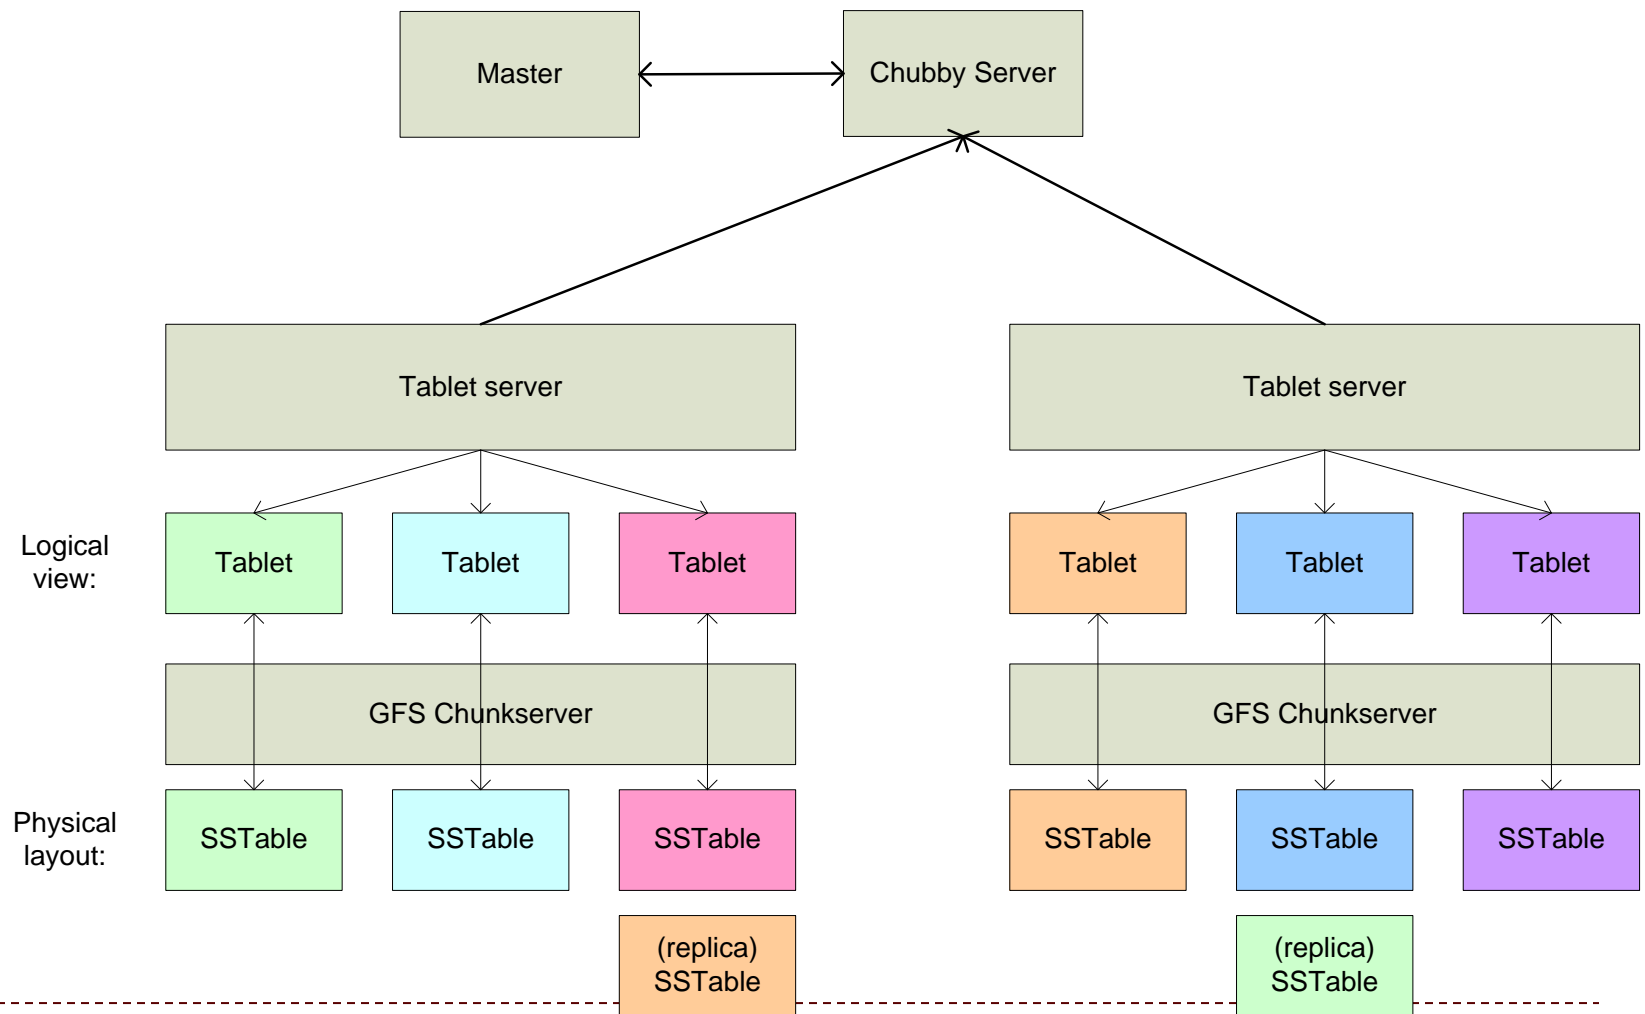 Master
Chubby Server
Tablet server
Tablet server
Logical
view:
Tablet
Tablet
Tablet
Tablet
Tablet
Tablet
GFS Chunkserver
GFS Chunkserver
Physical
layout:
SSTable
SSTable
SSTable
SSTable
SSTable
SSTable
(replica)
SSTable
(replica)
SSTable